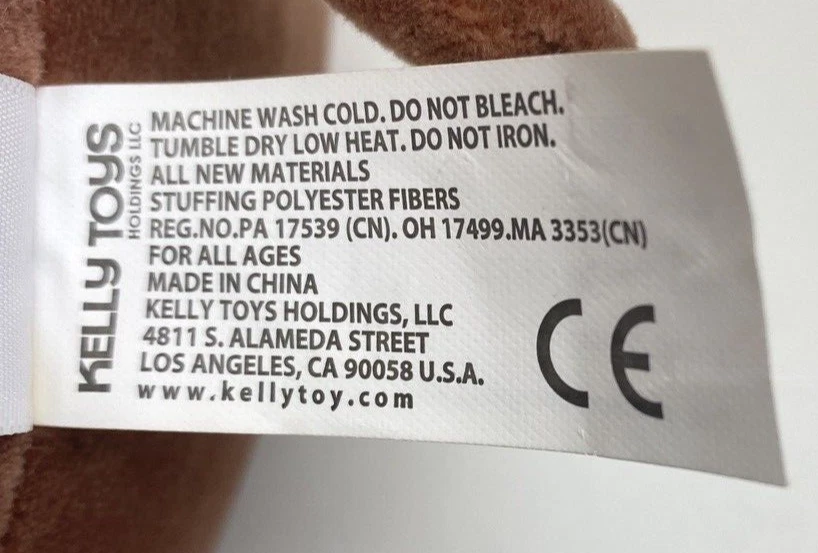 KELLY TOYS
HOLDINGS LLC
MACHINE WASH COLD. DO NOT BLEACH.
TUMBLE DRY LOW HEAT. DO NOT IRON.
ALL NEW MATERIALS
STUFFING POLYESTER FIBERS
REG.NO.PA 17539 (CN). OH 17499.MA 3353(CN)
FOR ALL AGES
MADE IN CHINA
KELLY TOYS HOLDINGS, LLC
4811 S. ALAMEDA STREET
LOS ANGELES, CA 90058 U.S.A.
www.kellytoy.com
CE